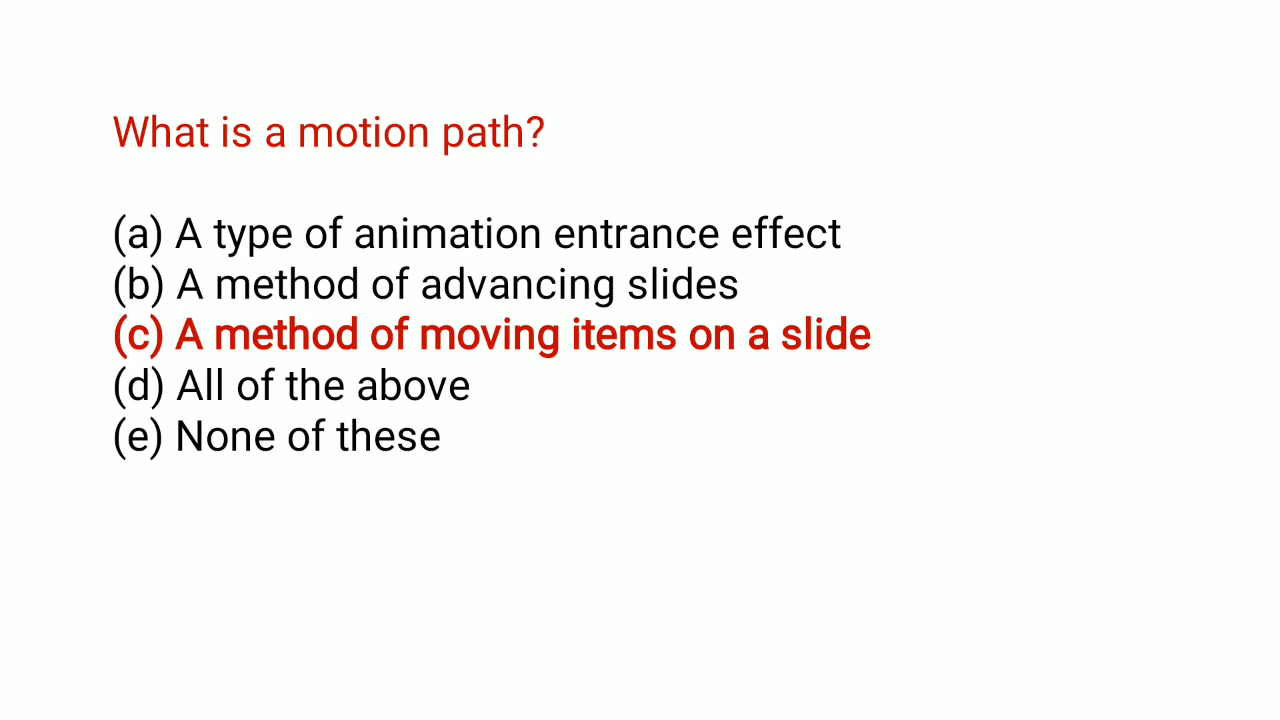 What is a motion path?
(a) A type of animation entrance effect
(b) A method of advancing slides
(c) A method of moving items on a slide
(d) All of the above
(e) None of these